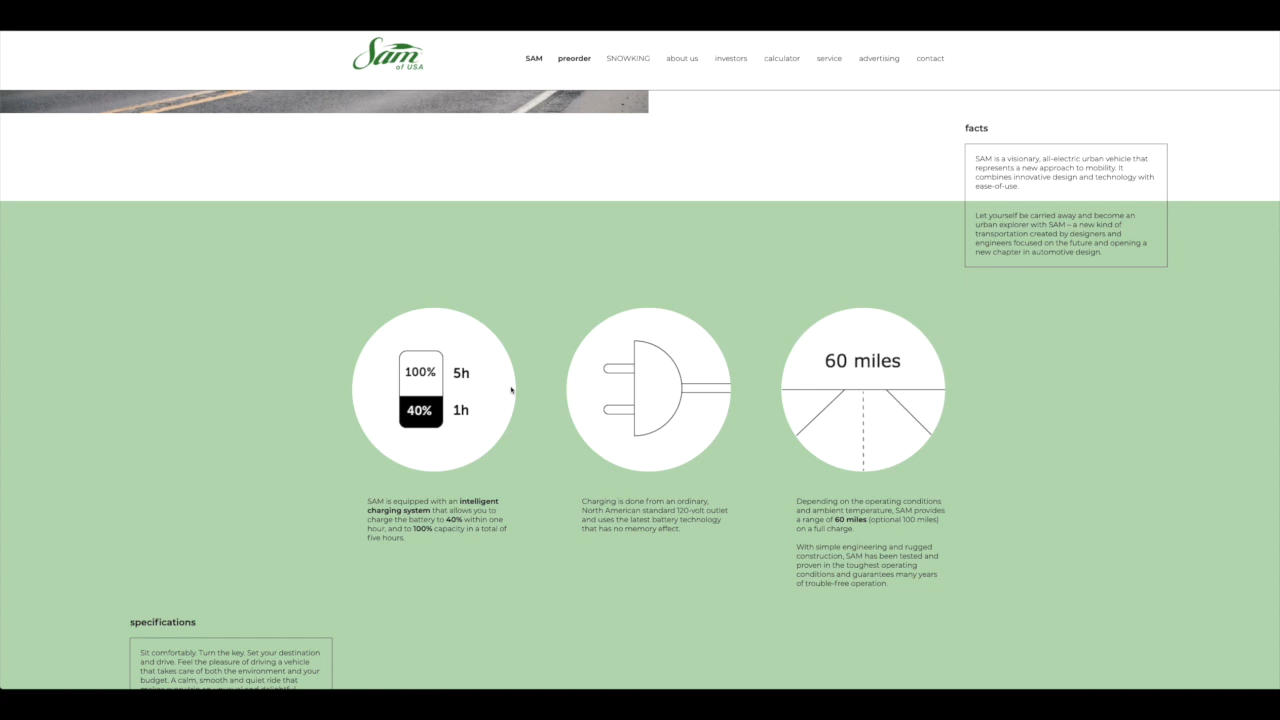 Sam
of USA
SAM preorder SNOWKING about us investors calculator service advertising contact
facts
SAM is a visionary, all-electric urban vehicle that
represents a new approach to mobility. It
combines innovative design and technology with
ease-of-use.
Let yourself be carried away and become an
urban explorer with SAM – a new kind of
transportation created by designers and
engineers focused on the future and opening a
new chapter in automotive design.
100% 5h
40% 1h
60 miles
SAM is equipped with an intelligent
charging system that allows you to
charge the battery to 40% within one
hour, and to 100% capacity in a total of
five hours.
Charging is done from an ordinary,
North American standard 120-volt outlet
and uses the latest battery technology
that has no memory effect.
Depending on the operating conditions
and ambient temperature, SAM provides
a range of 60 miles (optional 100 miles)
on a full charge.
With simple engineering and rugged
construction, SAM has been tested and
proven in the toughest operating
conditions and guarantees many years
of trouble-free operation.
specifications
Sit comfortably. Turn the key. Set your destination
and drive. Feel the pleasure of driving a vehicle
that takes care of both the environment and your
budget. A calm, smooth and quiet ride that